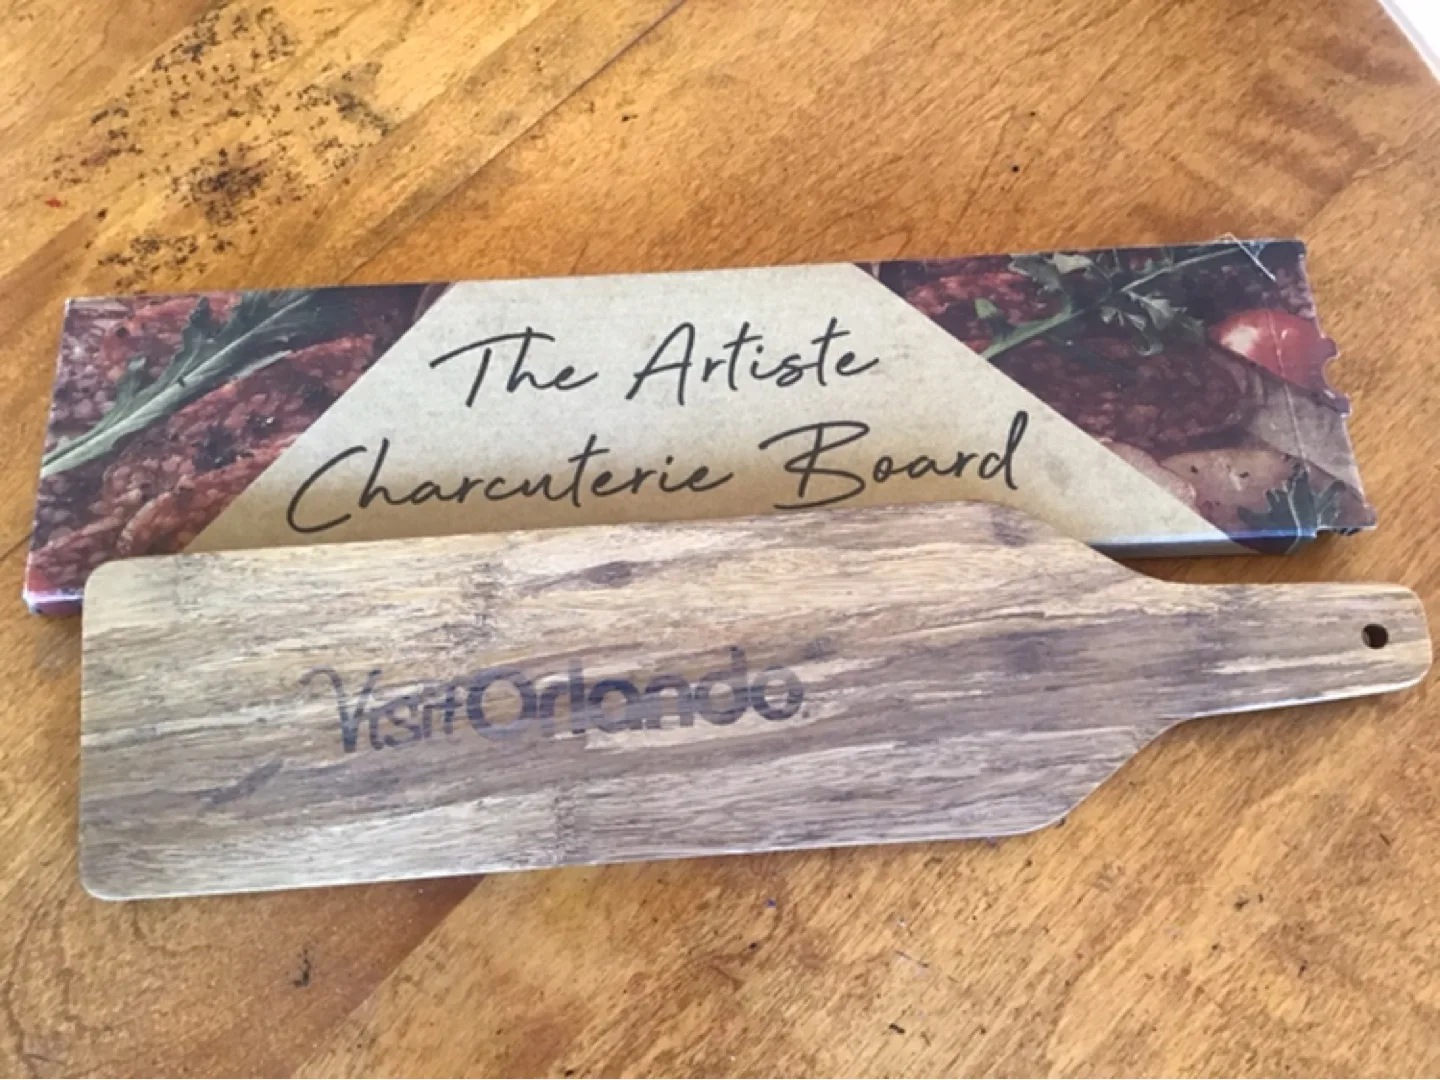 The Artiste
Charcuterie Board
VisitOrlando